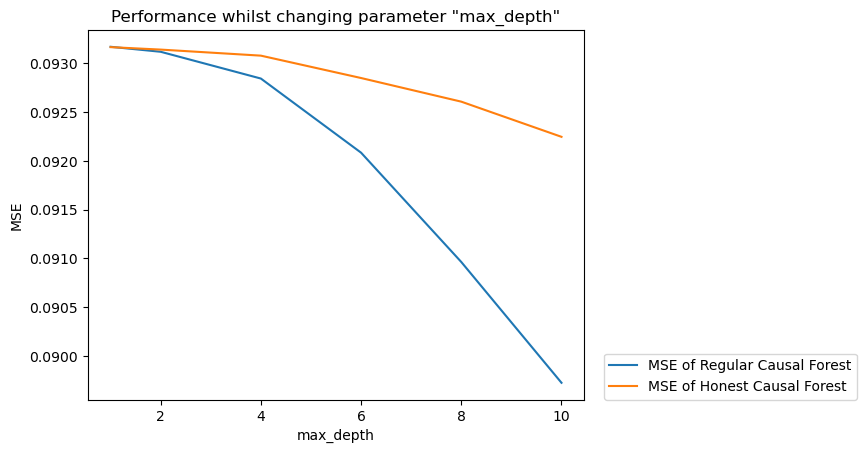 Performance whilst changing parameter "max_depth"
MSE
0.0930
0.0925
0.0920
0.0915
0.0910
0.0905
0.0900
2 4 6 8 10
max_depth
MSE of Regular Causal Forest
MSE of Honest Causal Forest